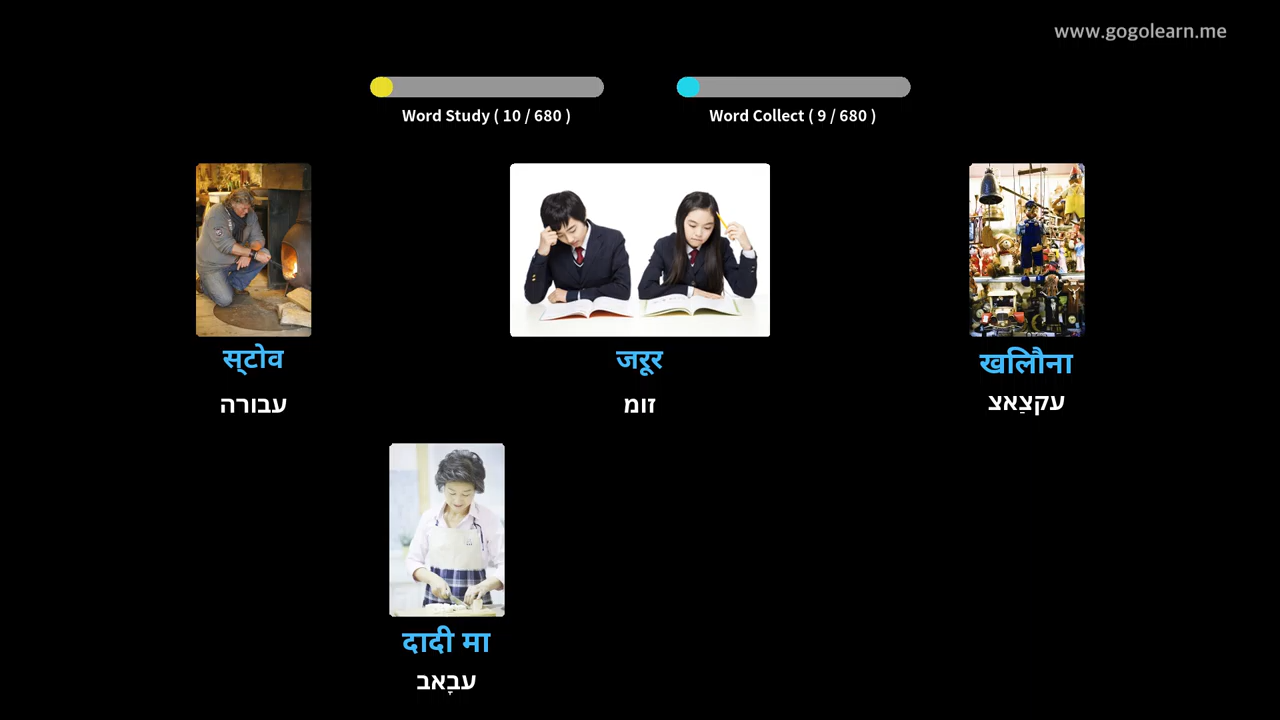 www.gogolearn.me
Word Study ( 10 / 680 )
Word Collect ( 9 / 680 )
स्‌टोव
עבורה
जरूर
זומ
खलिौना
עקצַאצ
दादी मा
עבָאב